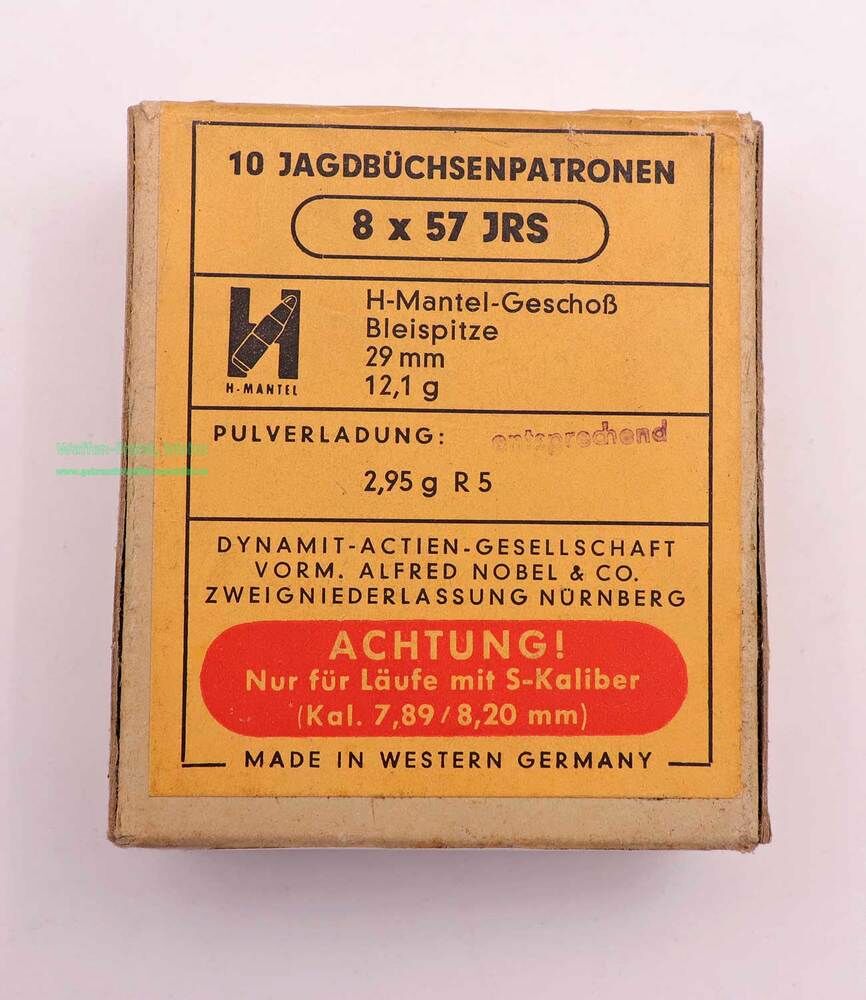 10 JAGDBÜCHSENPATRONEN
8 x 57 JRS
H-Mantel-Geschoß
Bleispitze
29 mm
12,1 g
H-MANTEL
PULVERLADUNG: entsprechend
2,95 g R 5
DYNAMIT-ACTIEN-GESELLSCHAFT
VORM. ALFRED NOBEL & CO.
ZWEIGNIEDERLASSUNG NÜRNBERG
ACHTUNG!
Nur für Läufe mit S-Kaliber
(Kal. 7,89/8,20 mm)
MADE IN WESTERN GERMANY